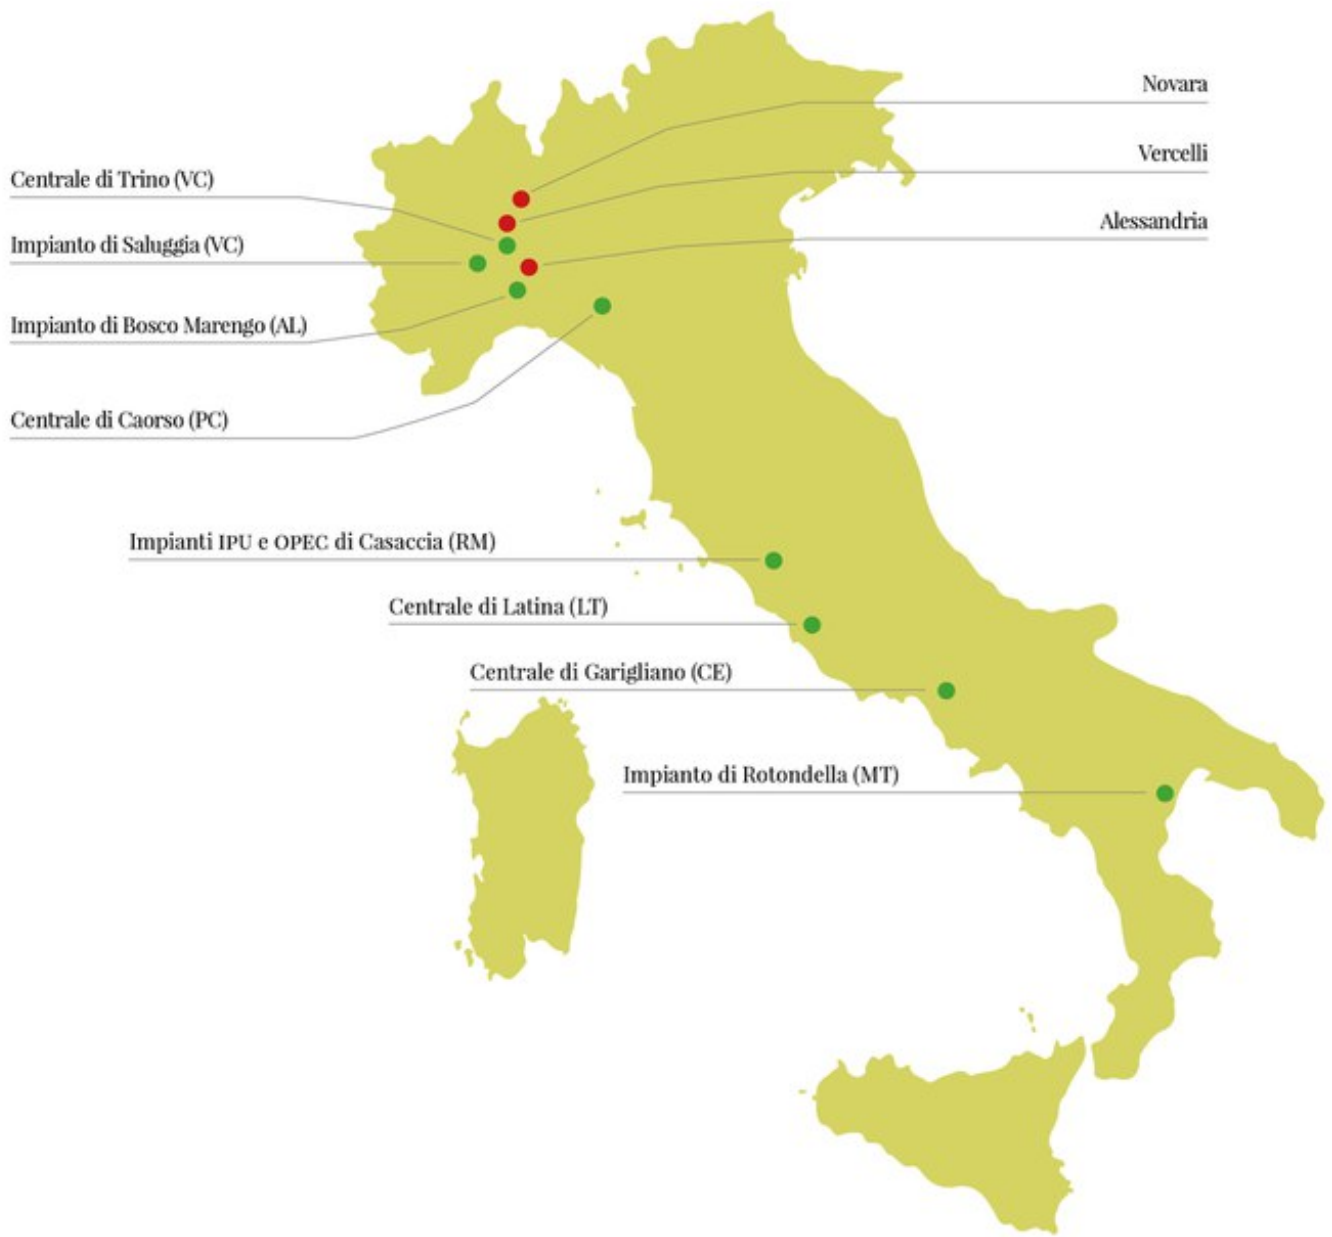 Novara
Vercelli
Centrale di Trino (VC)
Alessandria
Impianto di Saluggia (VC)
Impianto di Bosco Marengo (AL)
Centrale di Caorso (PC)
Impianti IPU e OPEC di Casaccia (RM)
Centrale di Latina (LT)
Centrale di Garigliano (CE)
Impianto di Rotondella (MT)